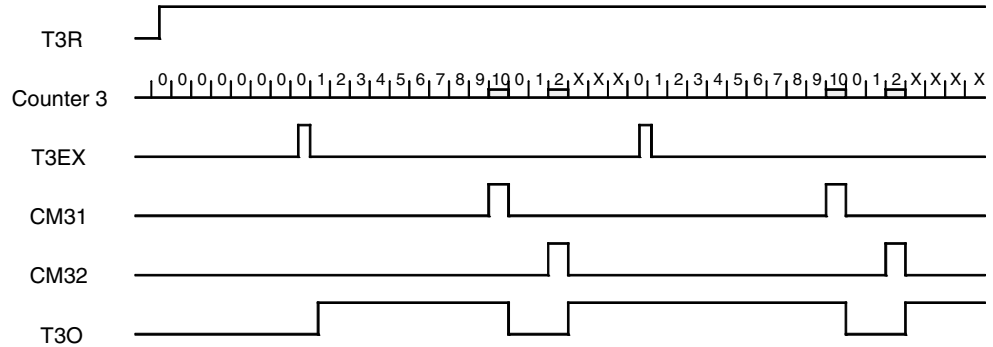 T3R
0 0 0 0 0 0 0 0 1 2 3 4 5 6 7 8 9 10 0 1 2 X X X 0 1 2 3 4 5 6 7 8 9 10 0 1 2 X X X X
Counter 3
T3EX
CM31
CM32
T3O